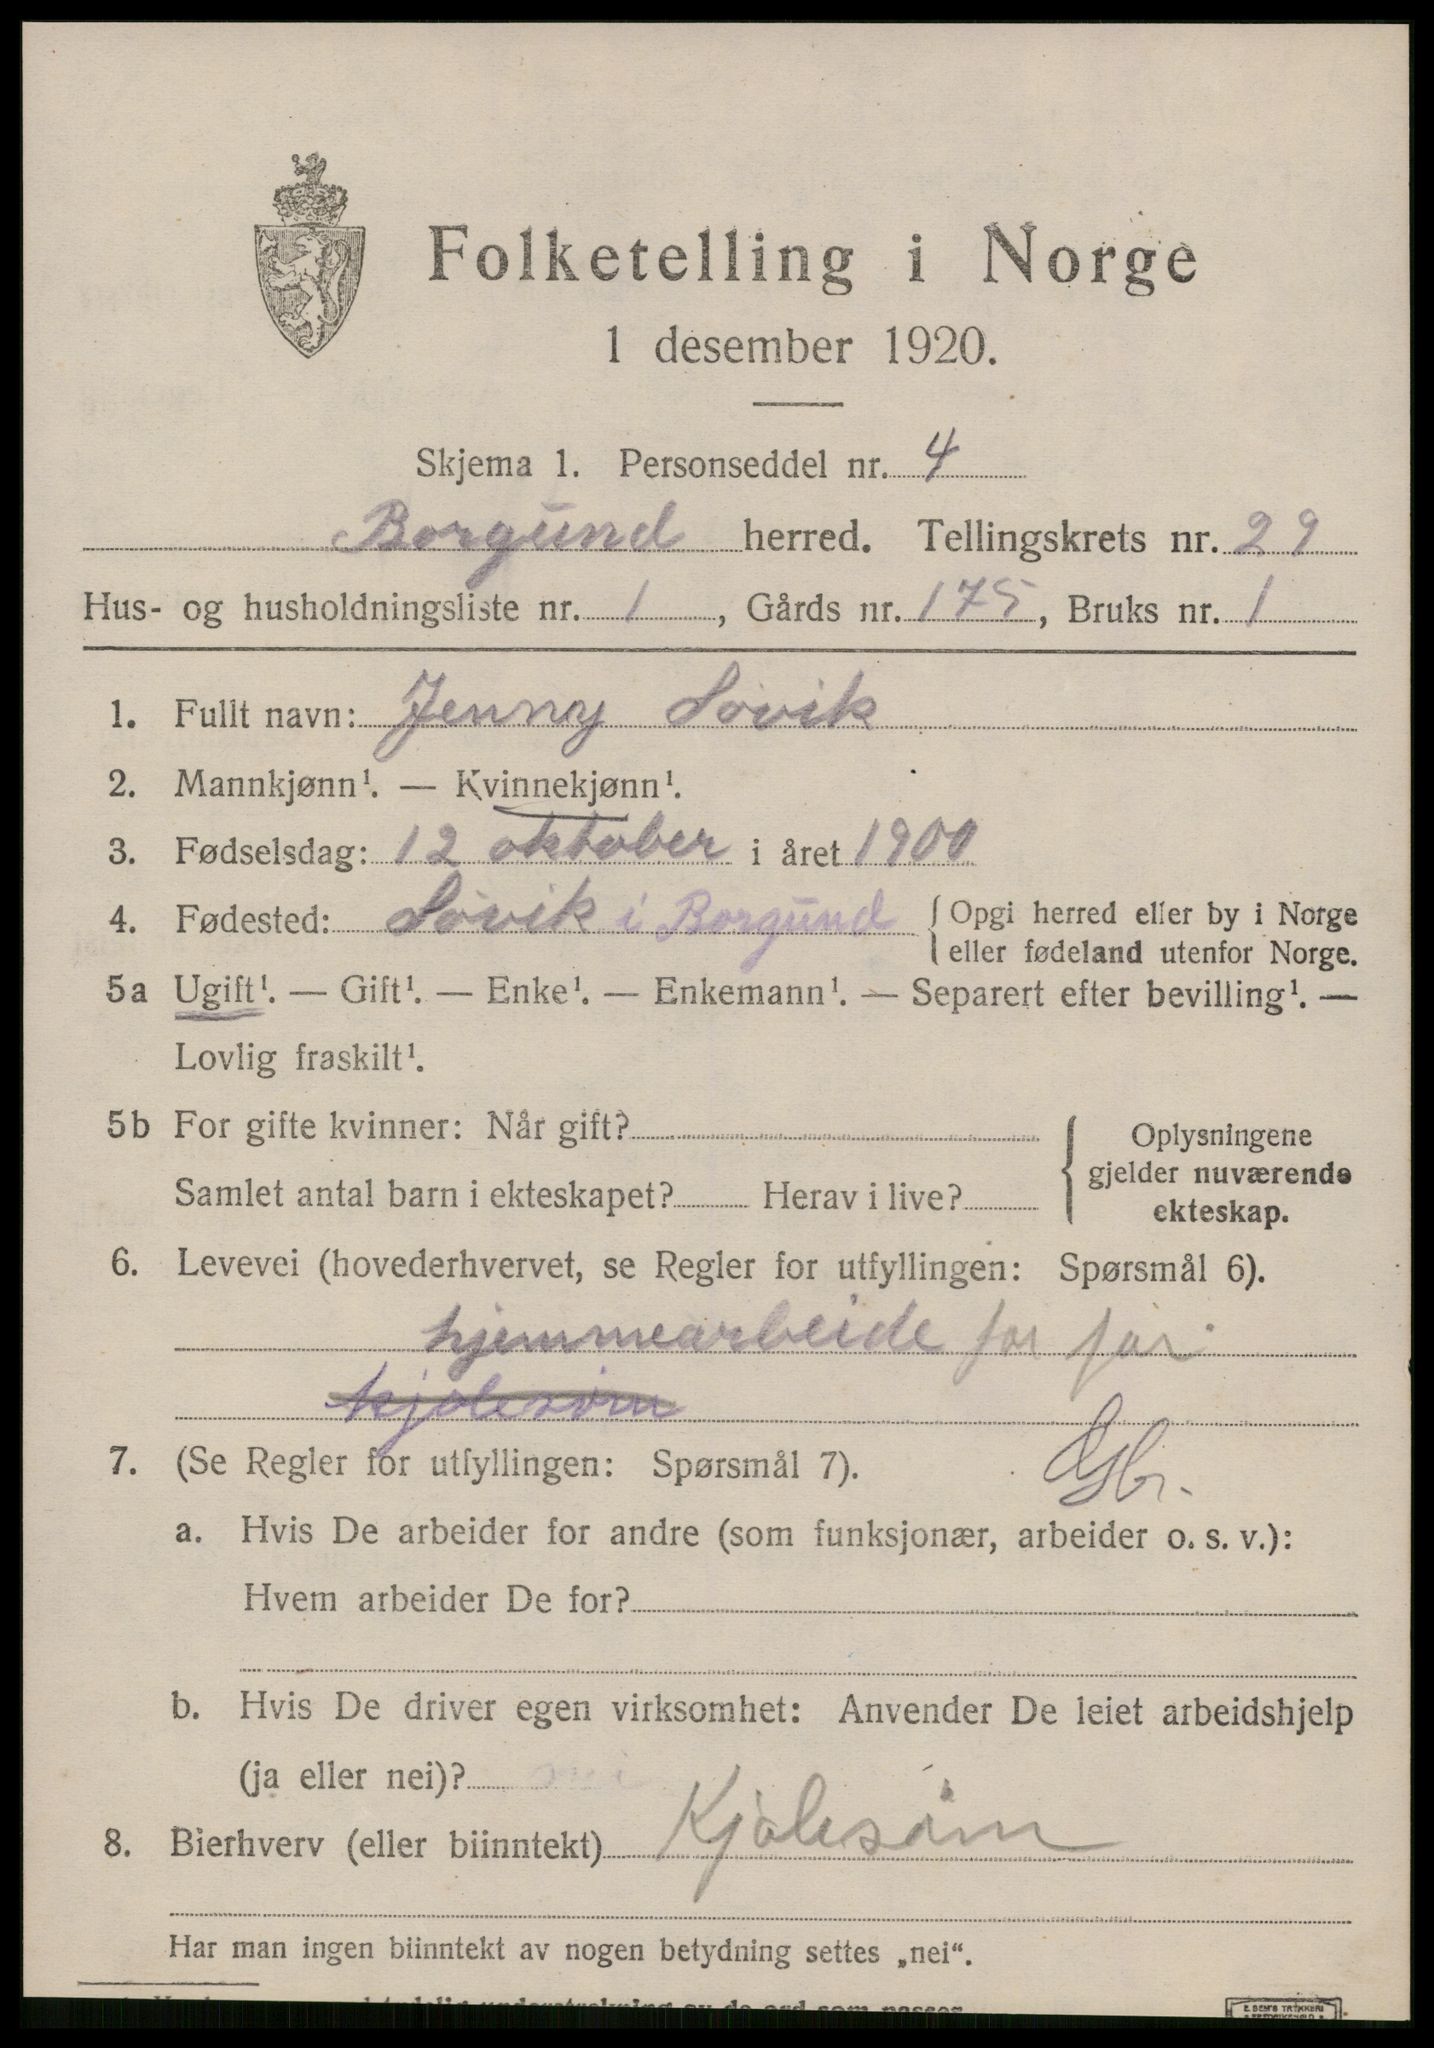 Folketelling i Norge
1 desember 1920.
Skjema 1. Personseddel nr. 4
Borgund herred. Tellingskrets nr. 29
Hus- og husholdningsliste nr. 1, Gårds nr. 175, Bruks nr. 1
1. Fullt navn: Jenny Løvik
2. Mannkjønn¹. — Kvinnekjønn¹.
3. Fødselsdag: 12 oktober i året 1900
4. Fødested: Løvik i Borgund { Opgi herred eller by i Norge
eller fødeland utenfor Norge.
5a Ugift¹. — Gift¹. — Enke¹. — Enkemann¹. — Separert efter bevilling¹. —
Lovlig fraskilt¹.
5b For gifte kvinner: Når gift?
Samlet antal barn i ekteskapet? Herav i live?
Oplysningene
gjelder nuværende
ekteskap.
6. Levevei (hovederhvervet, se Regler for utfyllingen: Spørsmål 6).
hjemmearbeide for far
kjolesøm
7. (Se Regler for utfyllingen: Spørsmål 7). Gbr.
a. Hvis De arbeider for andre (som funksjonær, arbeider o. s. v.):
Hvem arbeider De for?
b. Hvis De driver egen virksomhet: Anvender De leiet arbeidshjelp
(ja eller nei)?
8. Bierhverv (eller biinntekt) Kjolesøm
Har man ingen biinntekt av nogen betydning settes „nei“.